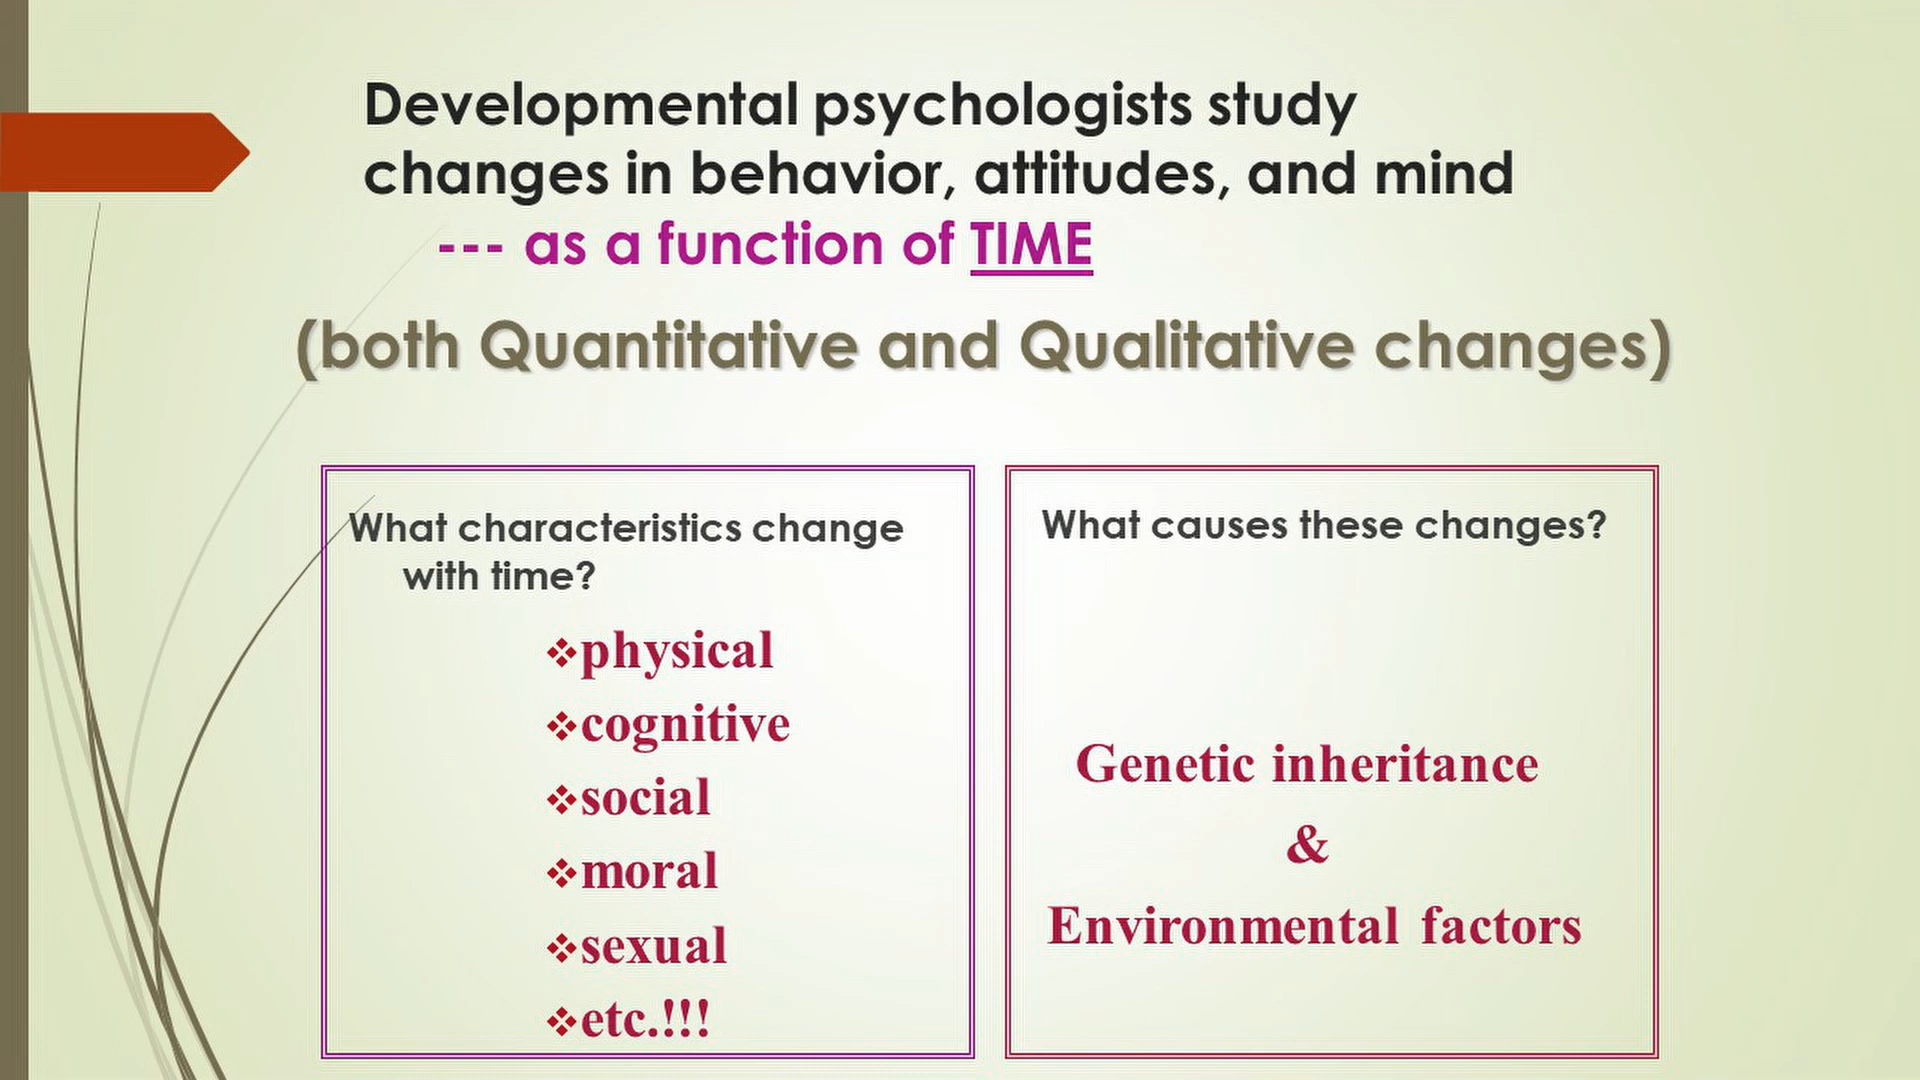 Developmental psychologists study
changes in behavior, attitudes, and mind
--- as a function of TIME
(both Quantitative and Qualitative changes)
What characteristics change
with time?
❖physical
❖cognitive
❖social
❖moral
❖sexual
❖etc.!!!
What causes these changes?
Genetic inheritance
&
Environmental factors